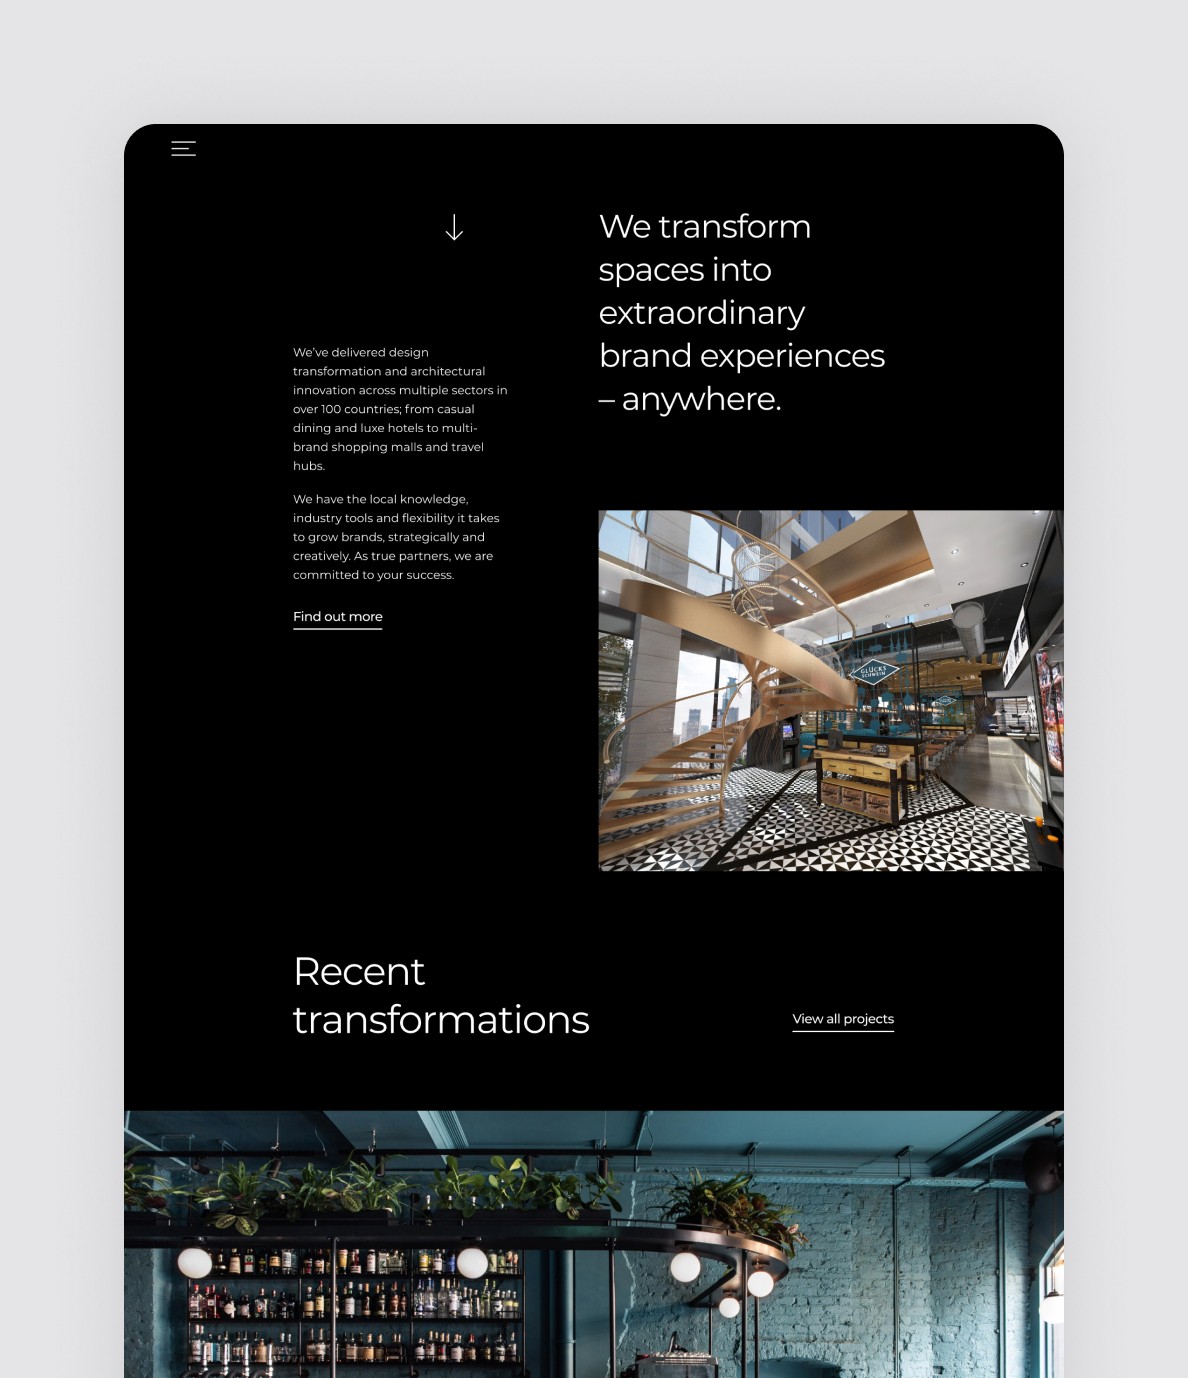 We transform
spaces into
extraordinary
brand experiences
– anywhere.
We’ve delivered design
transformation and architectural
innovation across multiple sectors in
over 100 countries; from casual
dining and luxe hotels to multi-
brand shopping malls and travel
hubs.
We have the local knowledge,
industry tools and flexibility it takes
to grow brands, strategically and
creatively. As true partners, we are
committed to your success.
Find out more
GLÜCKS
SCHWEIN
Recent
transformations
View all projects